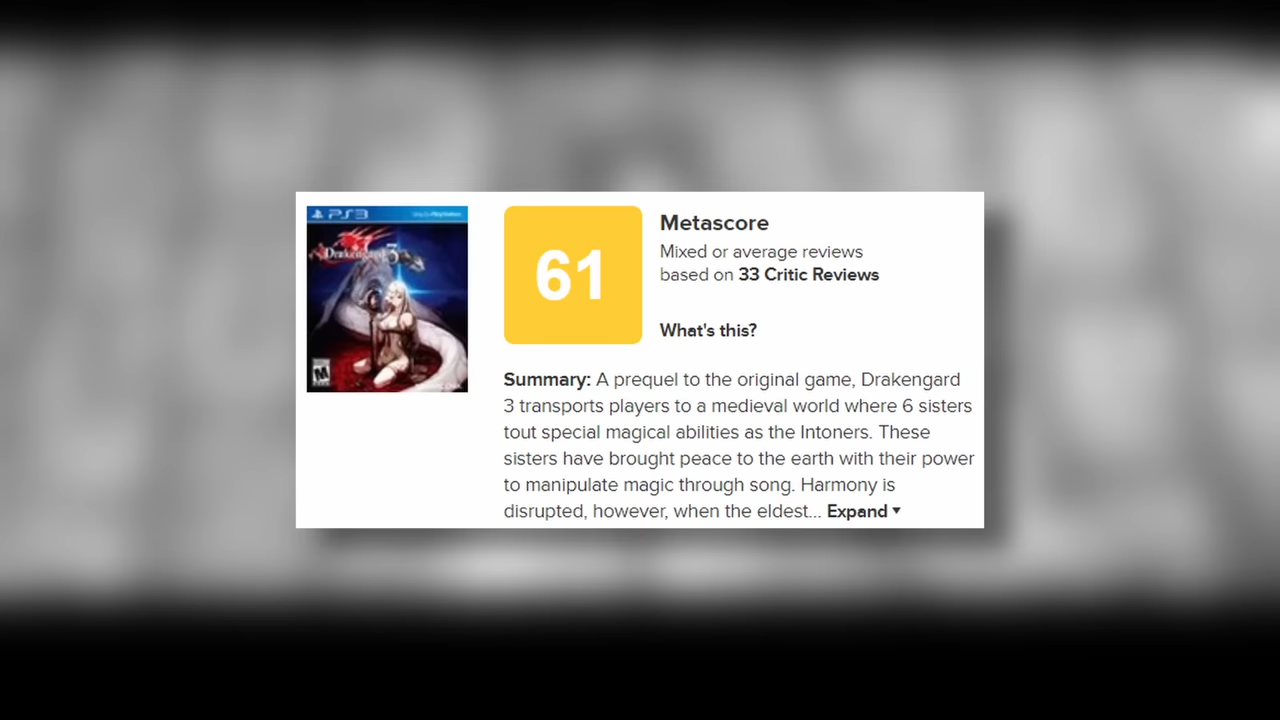 PS3
Drakengard 3
M
61
Metascore
Mixed or average reviews
based on 33 Critic Reviews
What's this?
Summary: A prequel to the original game, Drakengard
3 transports players to a medieval world where 6 sisters
tout special magical abilities as the Intoners. These
sisters have brought peace to the earth with their power
to manipulate magic through song. Harmony is
disrupted, however, when the eldest... Expand ▾